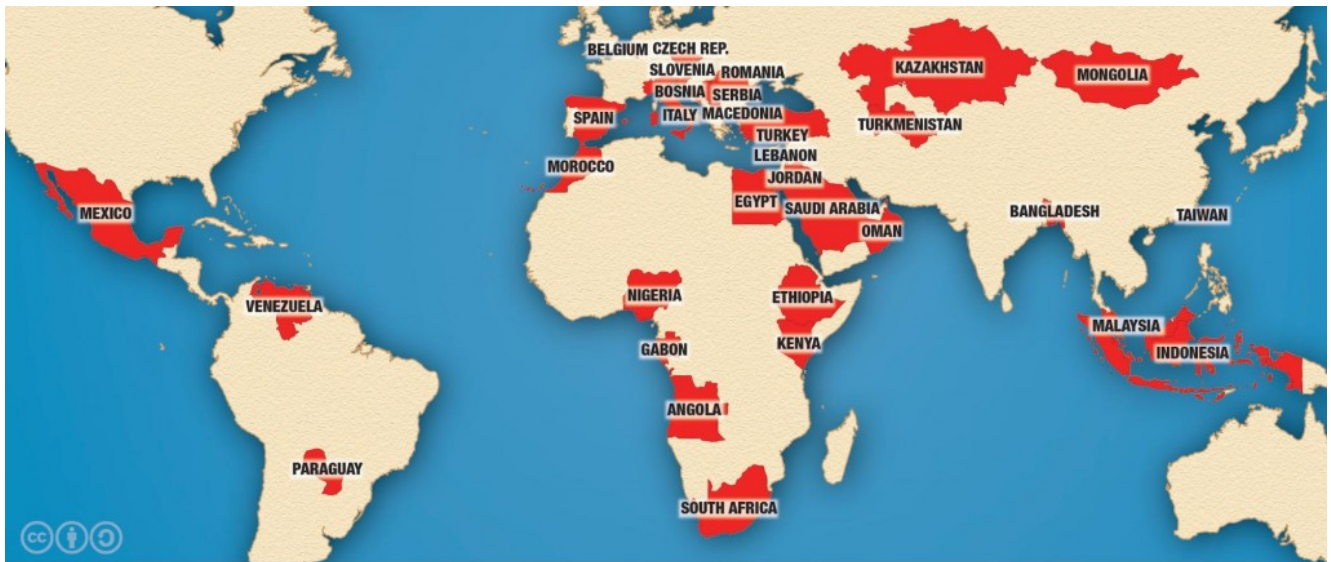 BELGIUM
CZECH REP.
SLOVENIA
ROMANIA
KAZAKHSTAN
MONGOLIA
BOSNIA
SERBIA
SPAIN
ITALY
MACEDONIA
TURKEY
TURKMENISTAN
LEBANON
MOROCCO
JORDAN
MEXICO
EGYPT
SAUDI ARABIA
BANGLADESH
TAIWAN
OMAN
VENEZUELA
NIGERIA
ETHIOPIA
MALAYSIA
GABON
KENYA
INDONESIA
ANGOLA
PARAGUAY
SOUTH AFRICA
cc